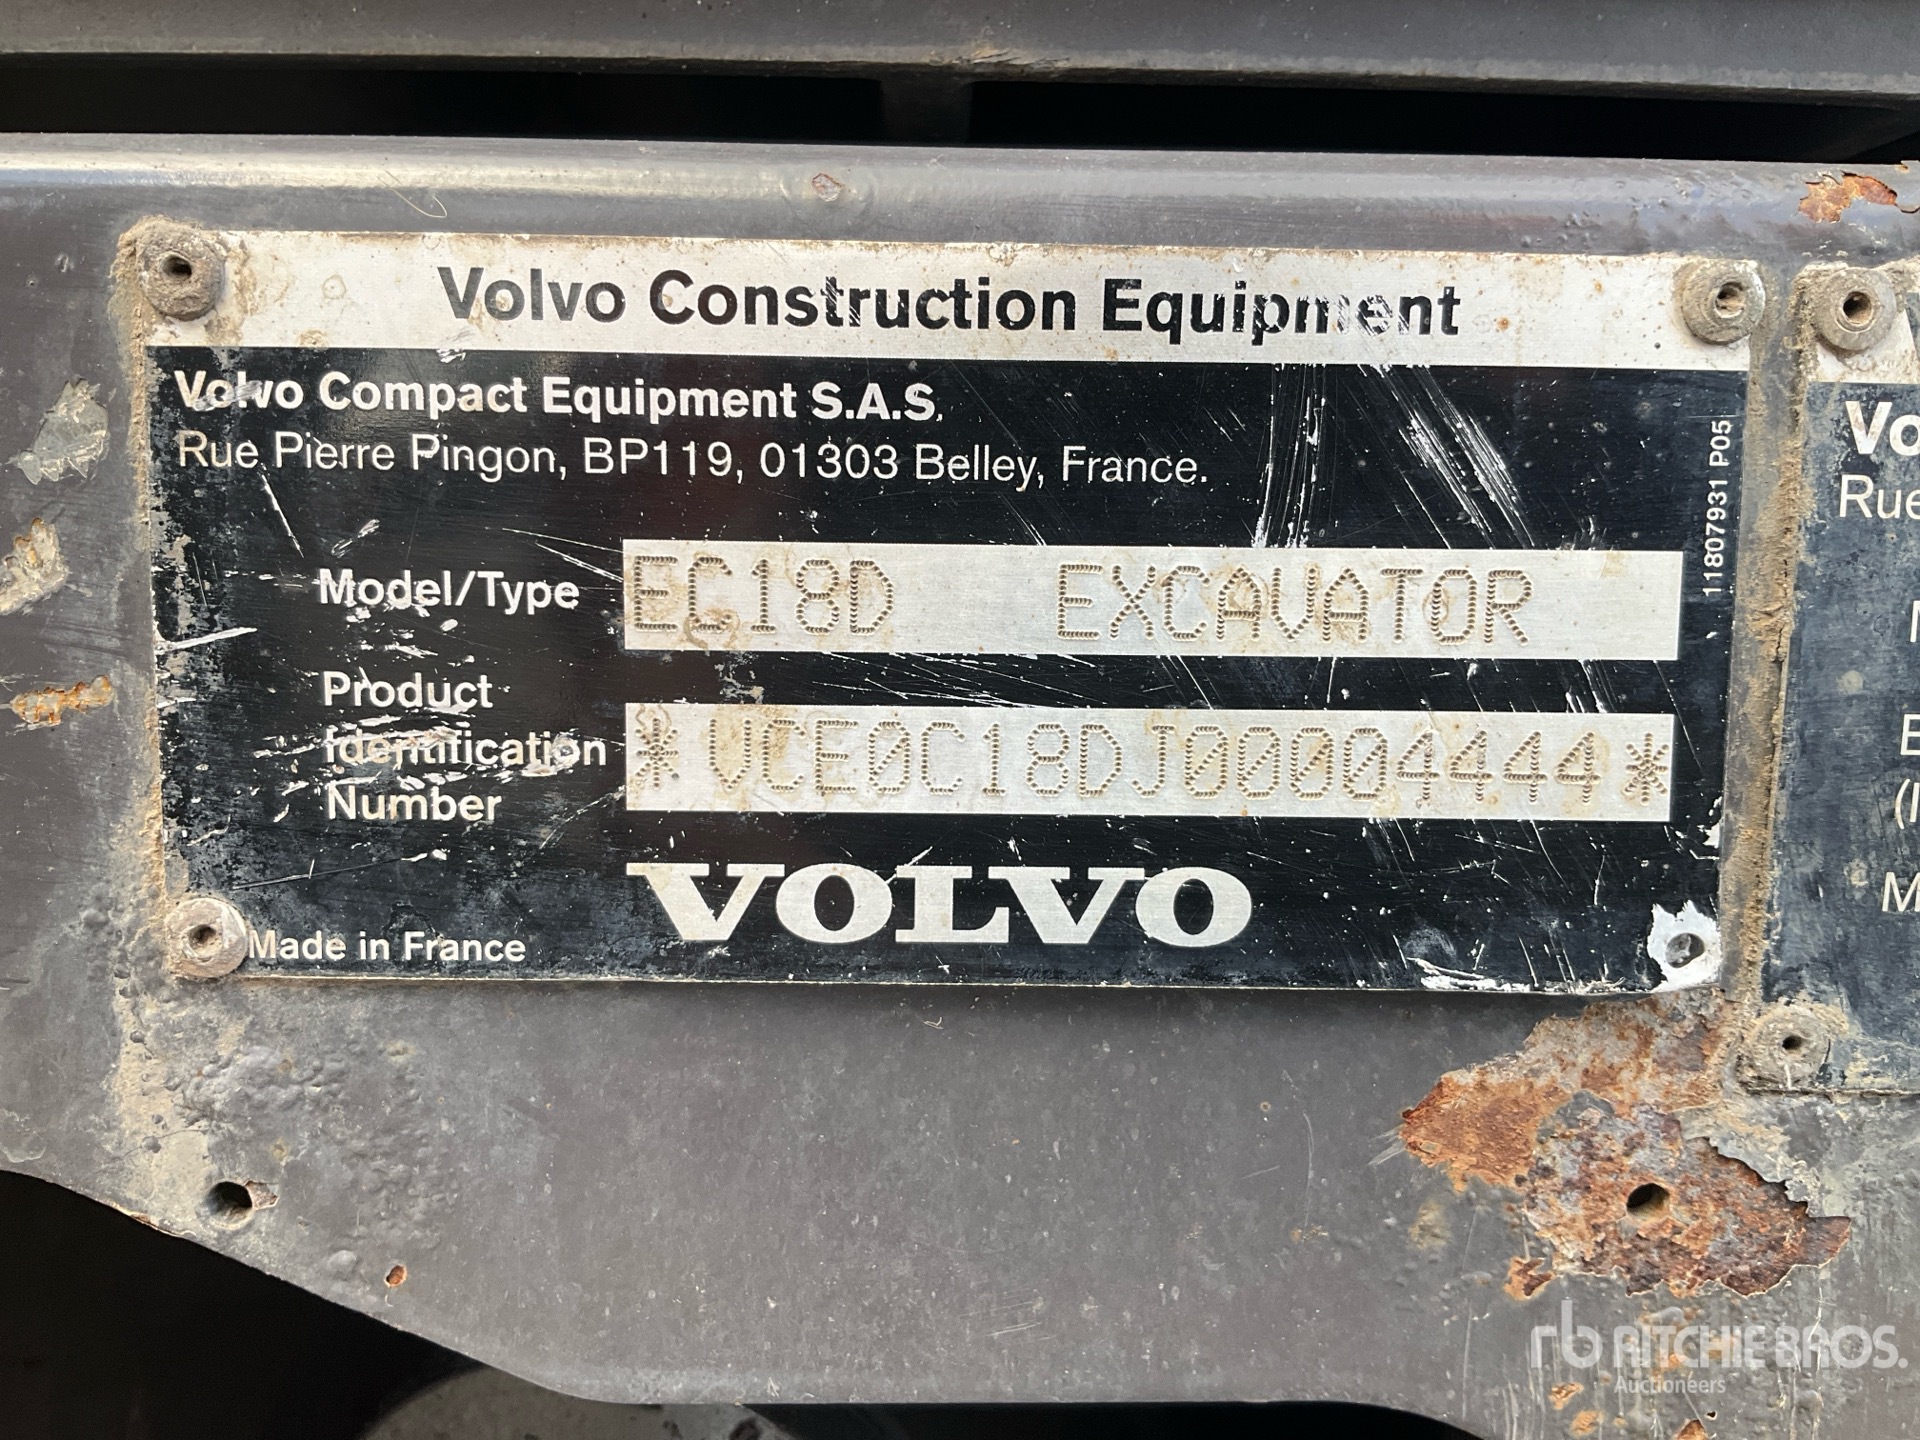 Volvo Construction Equipment
Volvo Compact Equipment S.A.S.
Rue Pierre Pingon, BP119, 01303 Belley, France.
Model/Type EC18D EXCAVATOR
Product
Identification
Number
*VCE0C18DJ00004444*
VOLVO
Made in France
11807931 P05
Vo
Rue
rb RITCHIE BROS.
Auctioneers